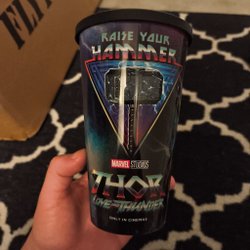 RAISE YOUR
HAMMER
MARVEL STUDIOS
THOR
LOVE AND THUNDER
ONLY IN CINEMAS